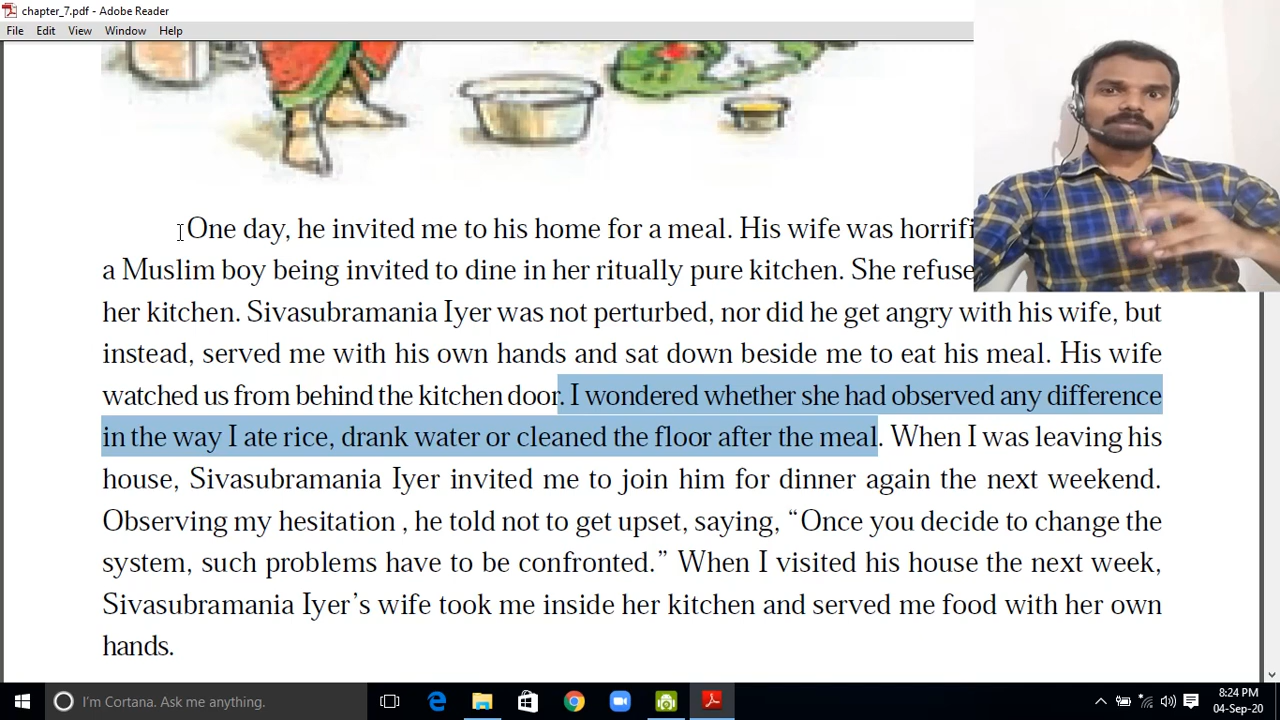 chapter_7.pdf - Adobe Reader
File Edit View Window Help
One day, he invited me to his home for a meal. His wife was
a Muslim boy being invited to dine in her ritually pure kitchen. She
her kitchen. Sivasubramania Iyer was not perturbed, nor did he get angry with his wife, but
instead, served me with his own hands and sat down beside me to eat his meal. His wife
watched us from behind the kitchen door. I wondered whether she had observed any difference
in the way I ate rice, drank water or cleaned the floor after the meal. When I was leaving his
house, Sivasubramania Iyer invited me to join him for dinner again the next weekend.
Observing my hesitation , he told not to get upset, saying, “Once you decide to change the
system, such problems have to be confronted.” When I visited his house the next week,
Sivasubramania Iyer’s wife took me inside her kitchen and served me food with her own
hands.
I'm Cortana. Ask me anything.
8:24 PM
04-Sep-20